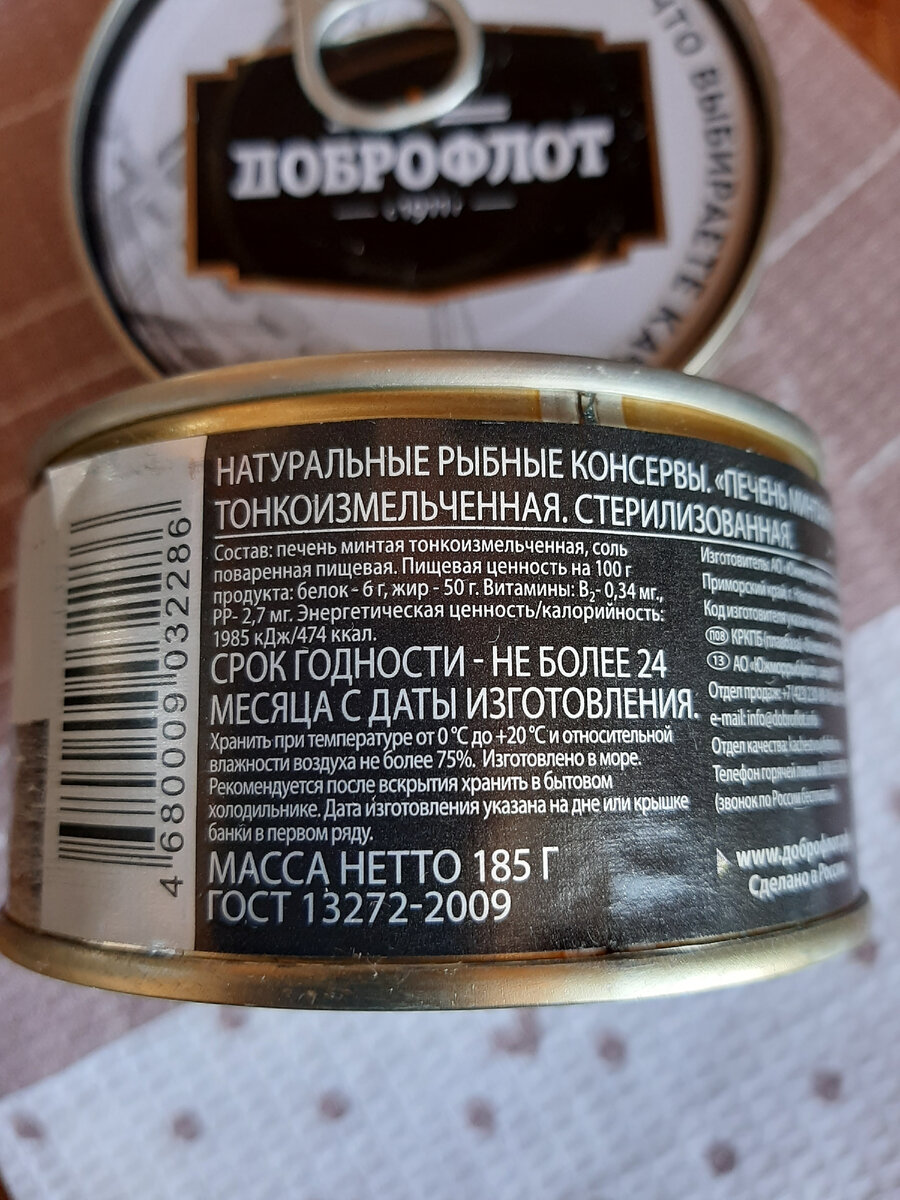 ДОБРОФЛОТ
ЧТО ВЫБИРАЕТЕ
НАТУРАЛЬНЫЕ РЫБНЫЕ КОНСЕРВЫ. «ПЕЧЕНЬ
ТОНКОИЗМЕЛЬЧЕННАЯ. СТЕРИЛИЗОВАННАЯ.
Состав: печень минтая тонкоизмельченная, соль
поваренная пищевая. Пищевая ценность на 100 г
продукта: белок - 6 г, жир - 50 г. Витамины: B₂- 0,34 мг.,
PP- 2,7 мг. Энергетическая ценность/калорийность:
1985 кДж/474 ккал.
СРОК ГОДНОСТИ - НЕ БОЛЕЕ 24
МЕСЯЦА С ДАТЫ ИЗГОТОВЛЕНИЯ.
Хранить при температуре от 0 °С до +20 °С и относительной
влажности воздуха не более 75%. Изготовлено в море.
Рекомендуется после вскрытия хранить в бытовом
холодильнике. Дата изготовления указана на дне или крышке
банки в первом ряду.
МАССА НЕТТО 185 Г
ГОСТ 13272-2009
Изготовитель: АО
Приморский край, г.
Код изготовителя
П08 КРКПБ
13 АО
Отдел продаж:
e-mail: info@dobroflot
Отдел качества:
Телефон горячей линии:
(звонок по России
www.доброфлот
Сделано в
4 680009 032286